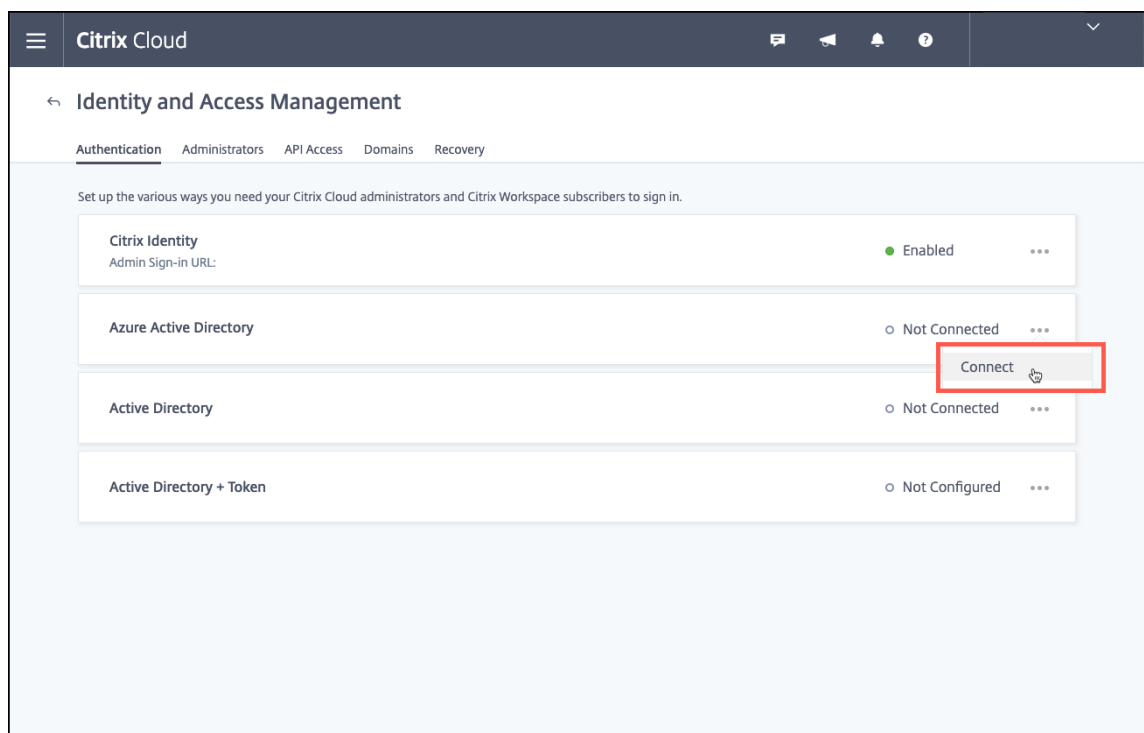 Citrix Cloud
Identity and Access Management
Authentication Administrators API Access Domains Recovery
Set up the various ways you need your Citrix Cloud administrators and Citrix Workspace subscribers to sign in.
Citrix Identity
Admin Sign-in URL:
Enabled
Azure Active Directory
Not Connected
Connect
Active Directory
Not Connected
Active Directory + Token
Not Configured